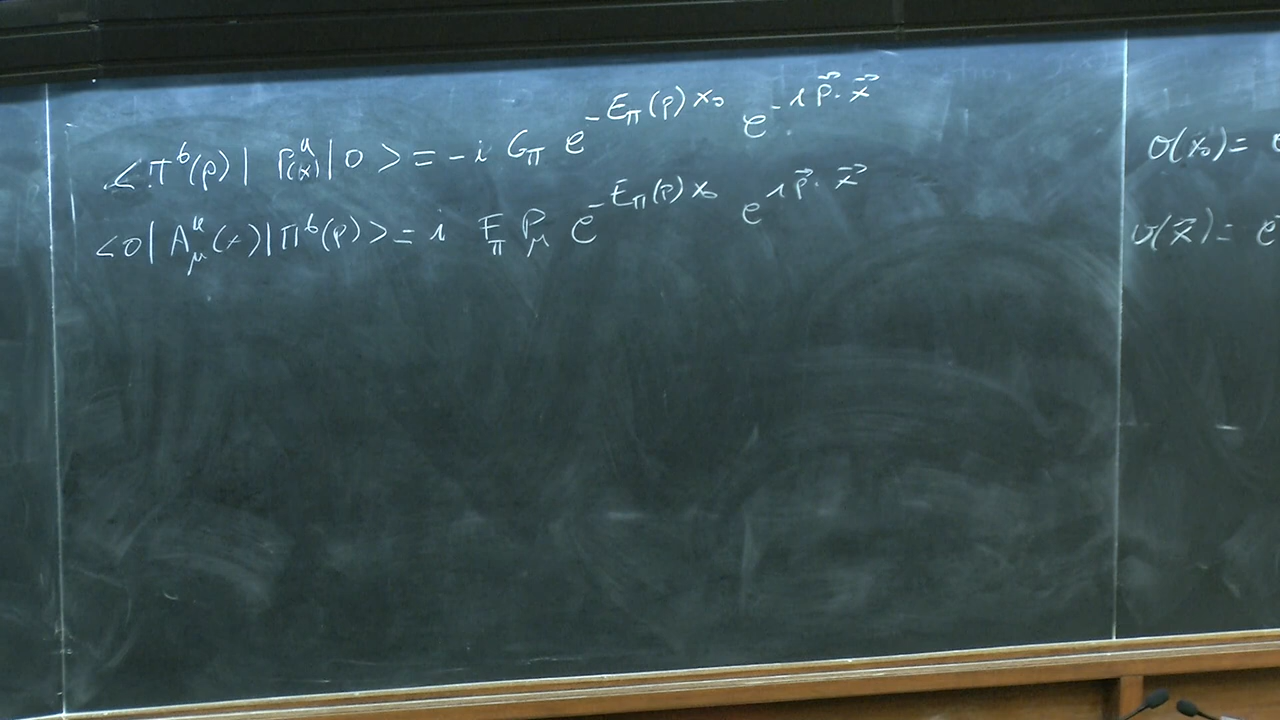 <π^b(p)| P^a(x) |0> = -i G_π e^{-E_π(p) x_0} e^{-i p⃗·x⃗}
<0| A^a_μ(x) |π^b(p)> = i F_π P_μ e^{-E_π(p) x_0} e^{i p⃗·x⃗}
O(x_0) = e
O(x⃗) = e